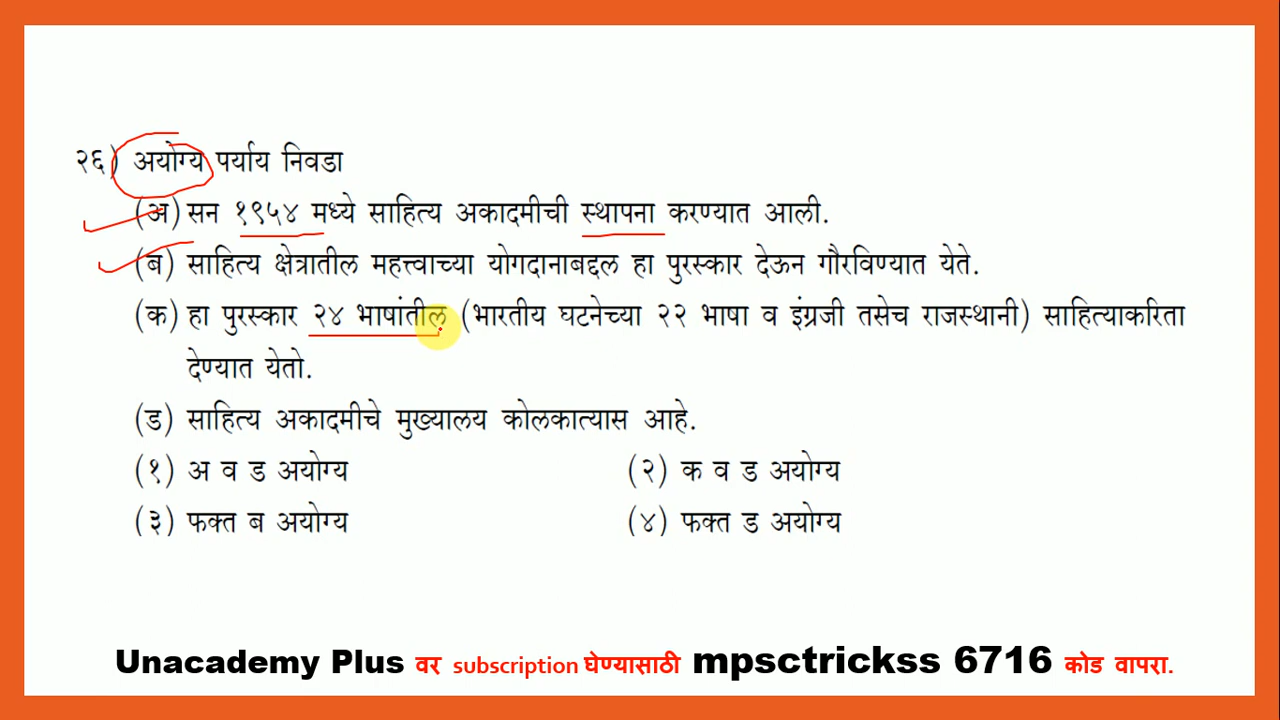 २६) अयोग्य पर्याय निवडा
(अ) सन १९५४ मध्ये साहित्य अकादमीची स्थापना करण्यात आली.
(ब) साहित्य क्षेत्रातील महत्त्वाच्या योगदानाबद्दल हा पुरस्कार देऊन गौरविण्यात येते.
(क) हा पुरस्कार २४ भाषांतील (भारतीय घटनेच्या २२ भाषा व इंग्रजी तसेच राजस्थानी) साहित्याकरिता
देण्यात येतो.
(ड) साहित्य अकादमीचे मुख्यालय कोलकात्यास आहे.
(१) अ व ड अयोग्य (२) क व ड अयोग्य
(३) फक्त ब अयोग्य (४) फक्त ड अयोग्य
Unacademy Plus वर subscription घेण्यासाठी mpsctrickss 6716 कोड वापरा.